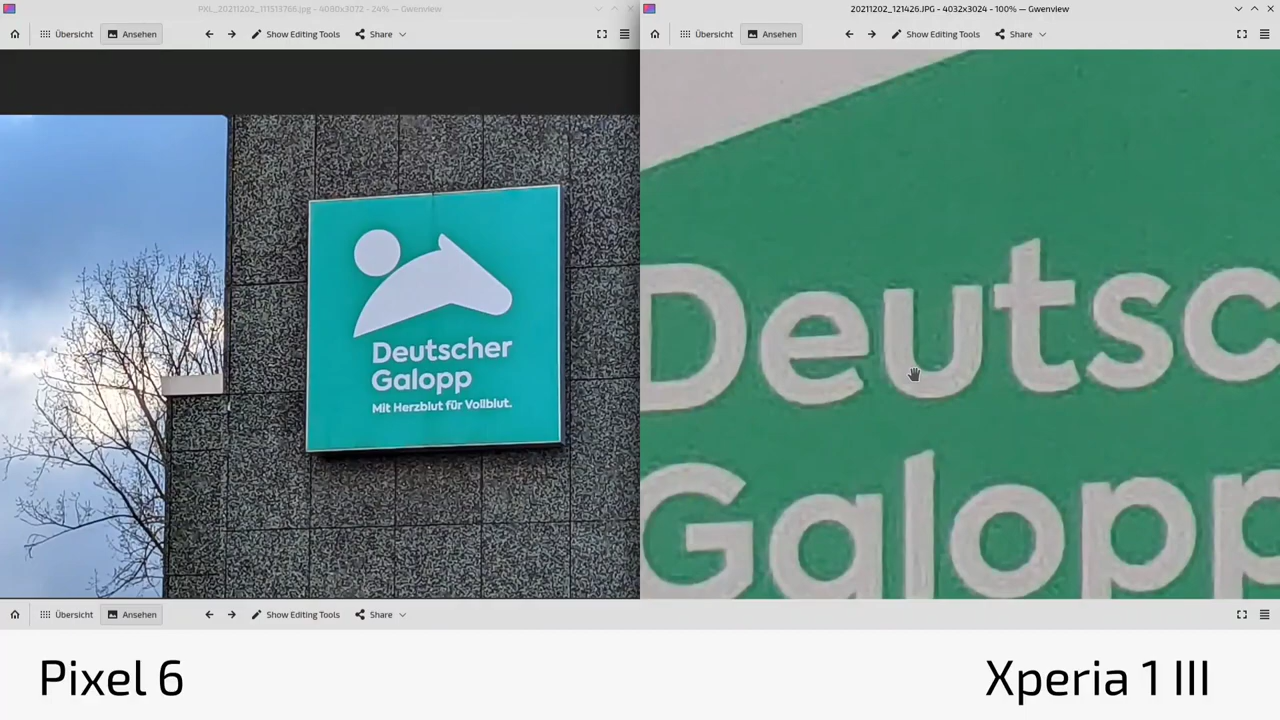 PXL_20211202_111513766.jpg - 4080x3072 - 24% — Gwenview
20211202_121426.JPG - 4032x3024 - 100% — Gwenview
Übersicht Ansehen Show Editing Tools Share
Übersicht Ansehen Show Editing Tools Share
Deutscher
Galopp
Mit Herzblut für Vollblut.
Deutsc
Galopp
Übersicht Ansehen Show Editing Tools Share
Pixel 6
Xperia 1 III